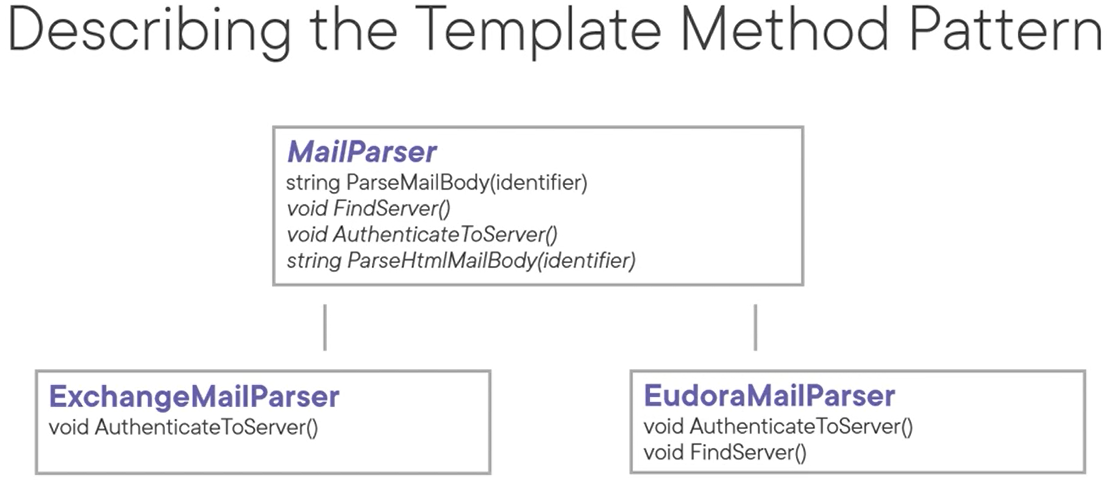 Describing the Template Method Pattern
MailParser
string ParseMailBody(identifier)
void FindServer()
void AuthenticateToServer()
string ParseHtmlMailBody(identifier)
ExchangeMailParser
void AuthenticateToServer()
EudoraMailParser
void AuthenticateToServer()
void FindServer()